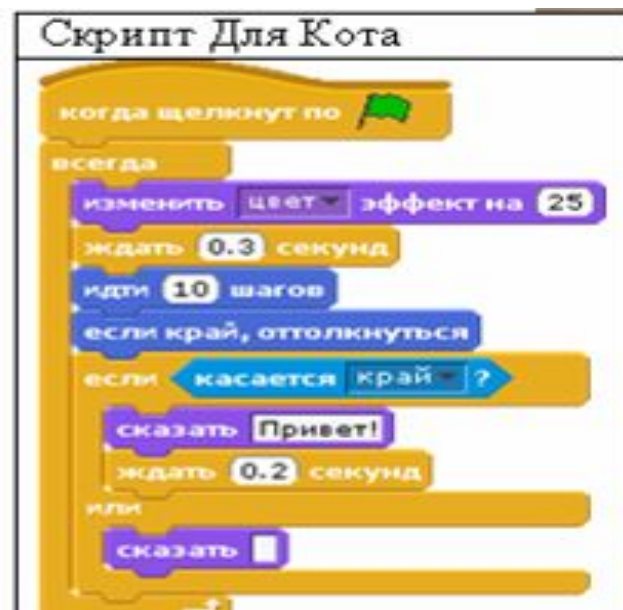 Скрипт Для Кота
когда щелкнут по
всегда
изменить цвет эффект на 25
ждать 0.3 секунд
идти 10 шагов
если край, оттолкнуться
если касается край ?
сказать Привет!
ждать 0.2 секунд
или
сказать